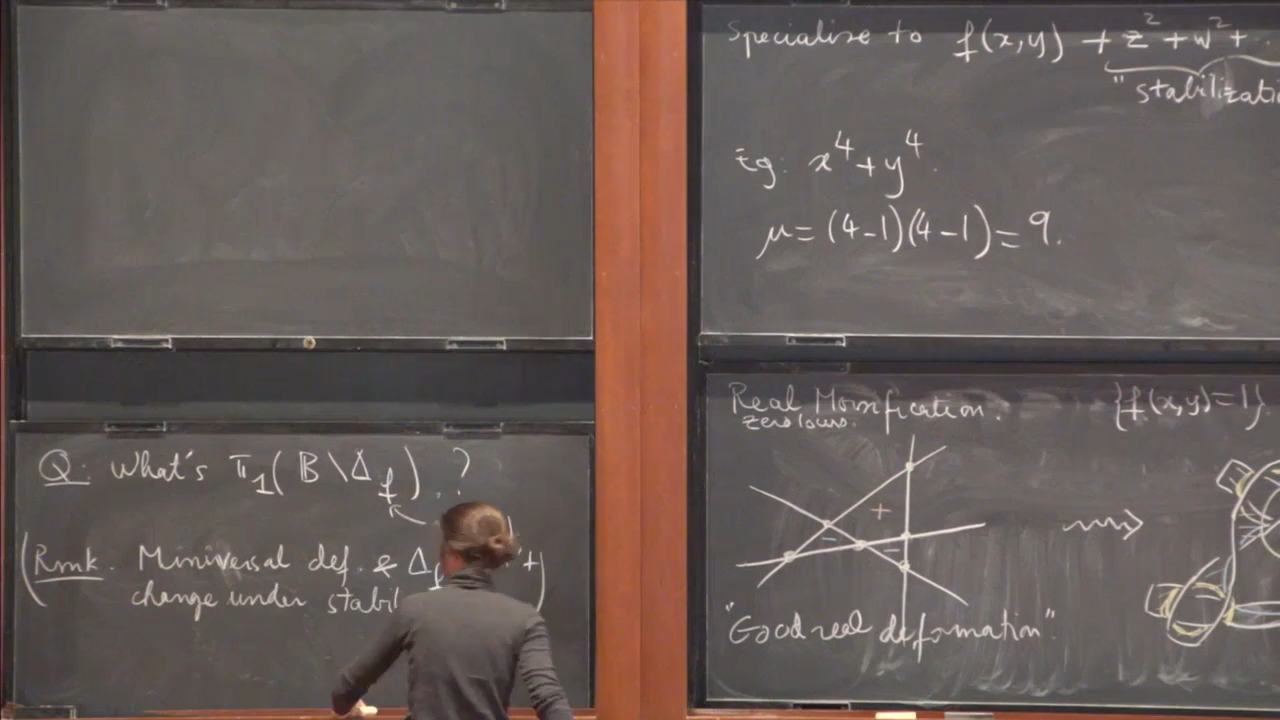 Q: What's π₁(B\Δ_f).?
(Rmk. Miniversal def. & Δ
change under stabil
Specialise to f(x,y) + z² + w² + ..
"stabilizati
Eg: x⁴+y⁴.
μ=(4-1)(4-1)=9.
Real Morsification. {f(x,y)=1}
zero locus.
+
- -
"Good real deformation".